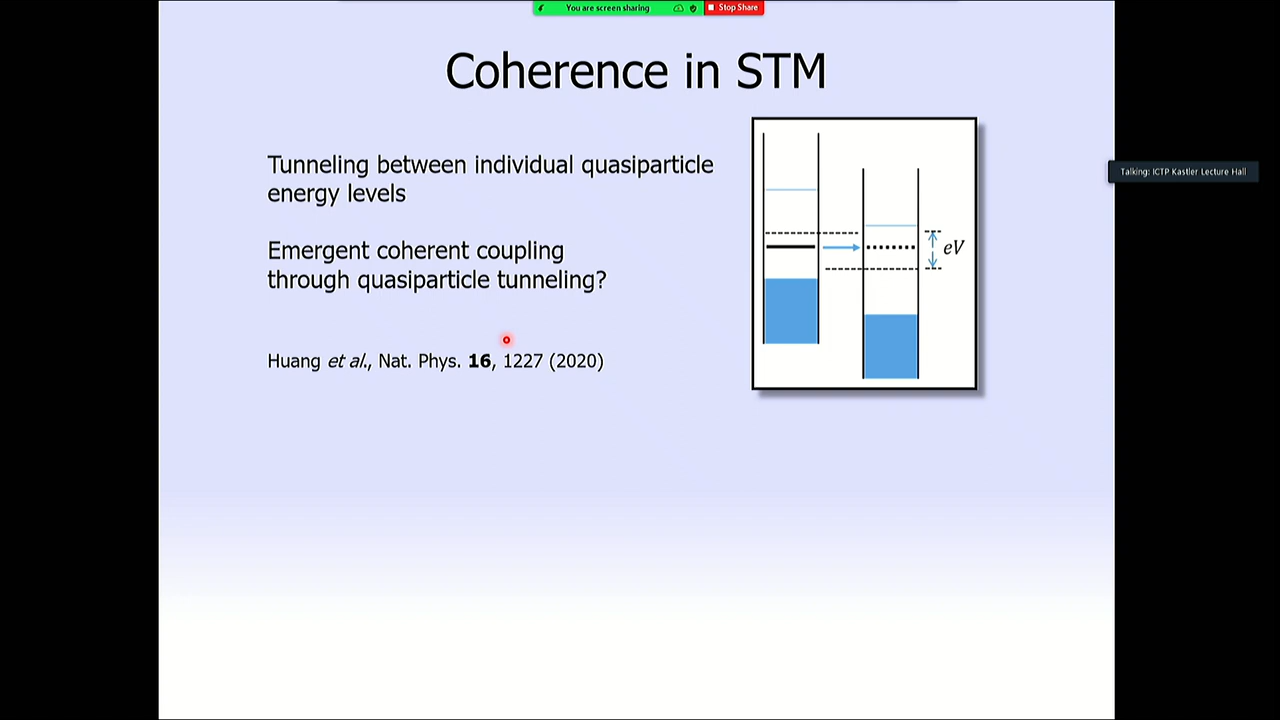 You are screen sharing
Stop Share
Coherence in STM
Tunneling between individual quasiparticle
energy levels
Emergent coherent coupling
through quasiparticle tunneling?
Huang et al., Nat. Phys. 16, 1227 (2020)
eV
Talking: ICTP Kastler Lecture Hall